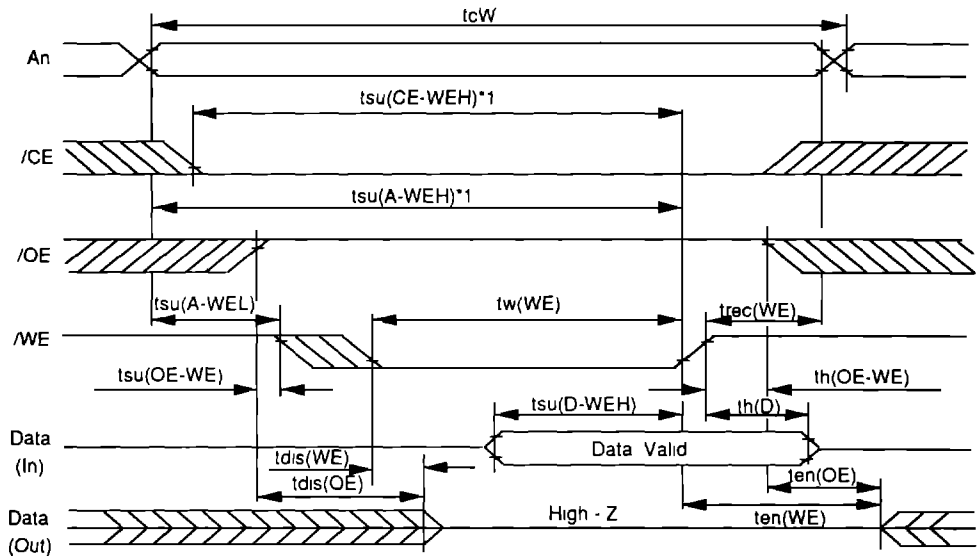 tcW
An
tsu(CE-WEH)*1
/CE
tsu(A-WEH)*1
/OE
tsu(A-WEL)
tw(WE)
trec(WE)
/WE
tsu(OE-WE)
th(OE-WE)
tsu(D-WEH)
th(D)
Data
(In)
Data Valid
tdis(WE)
tdis(OE)
ten(OE)
Data
(Out)
High - Z
ten(WE)